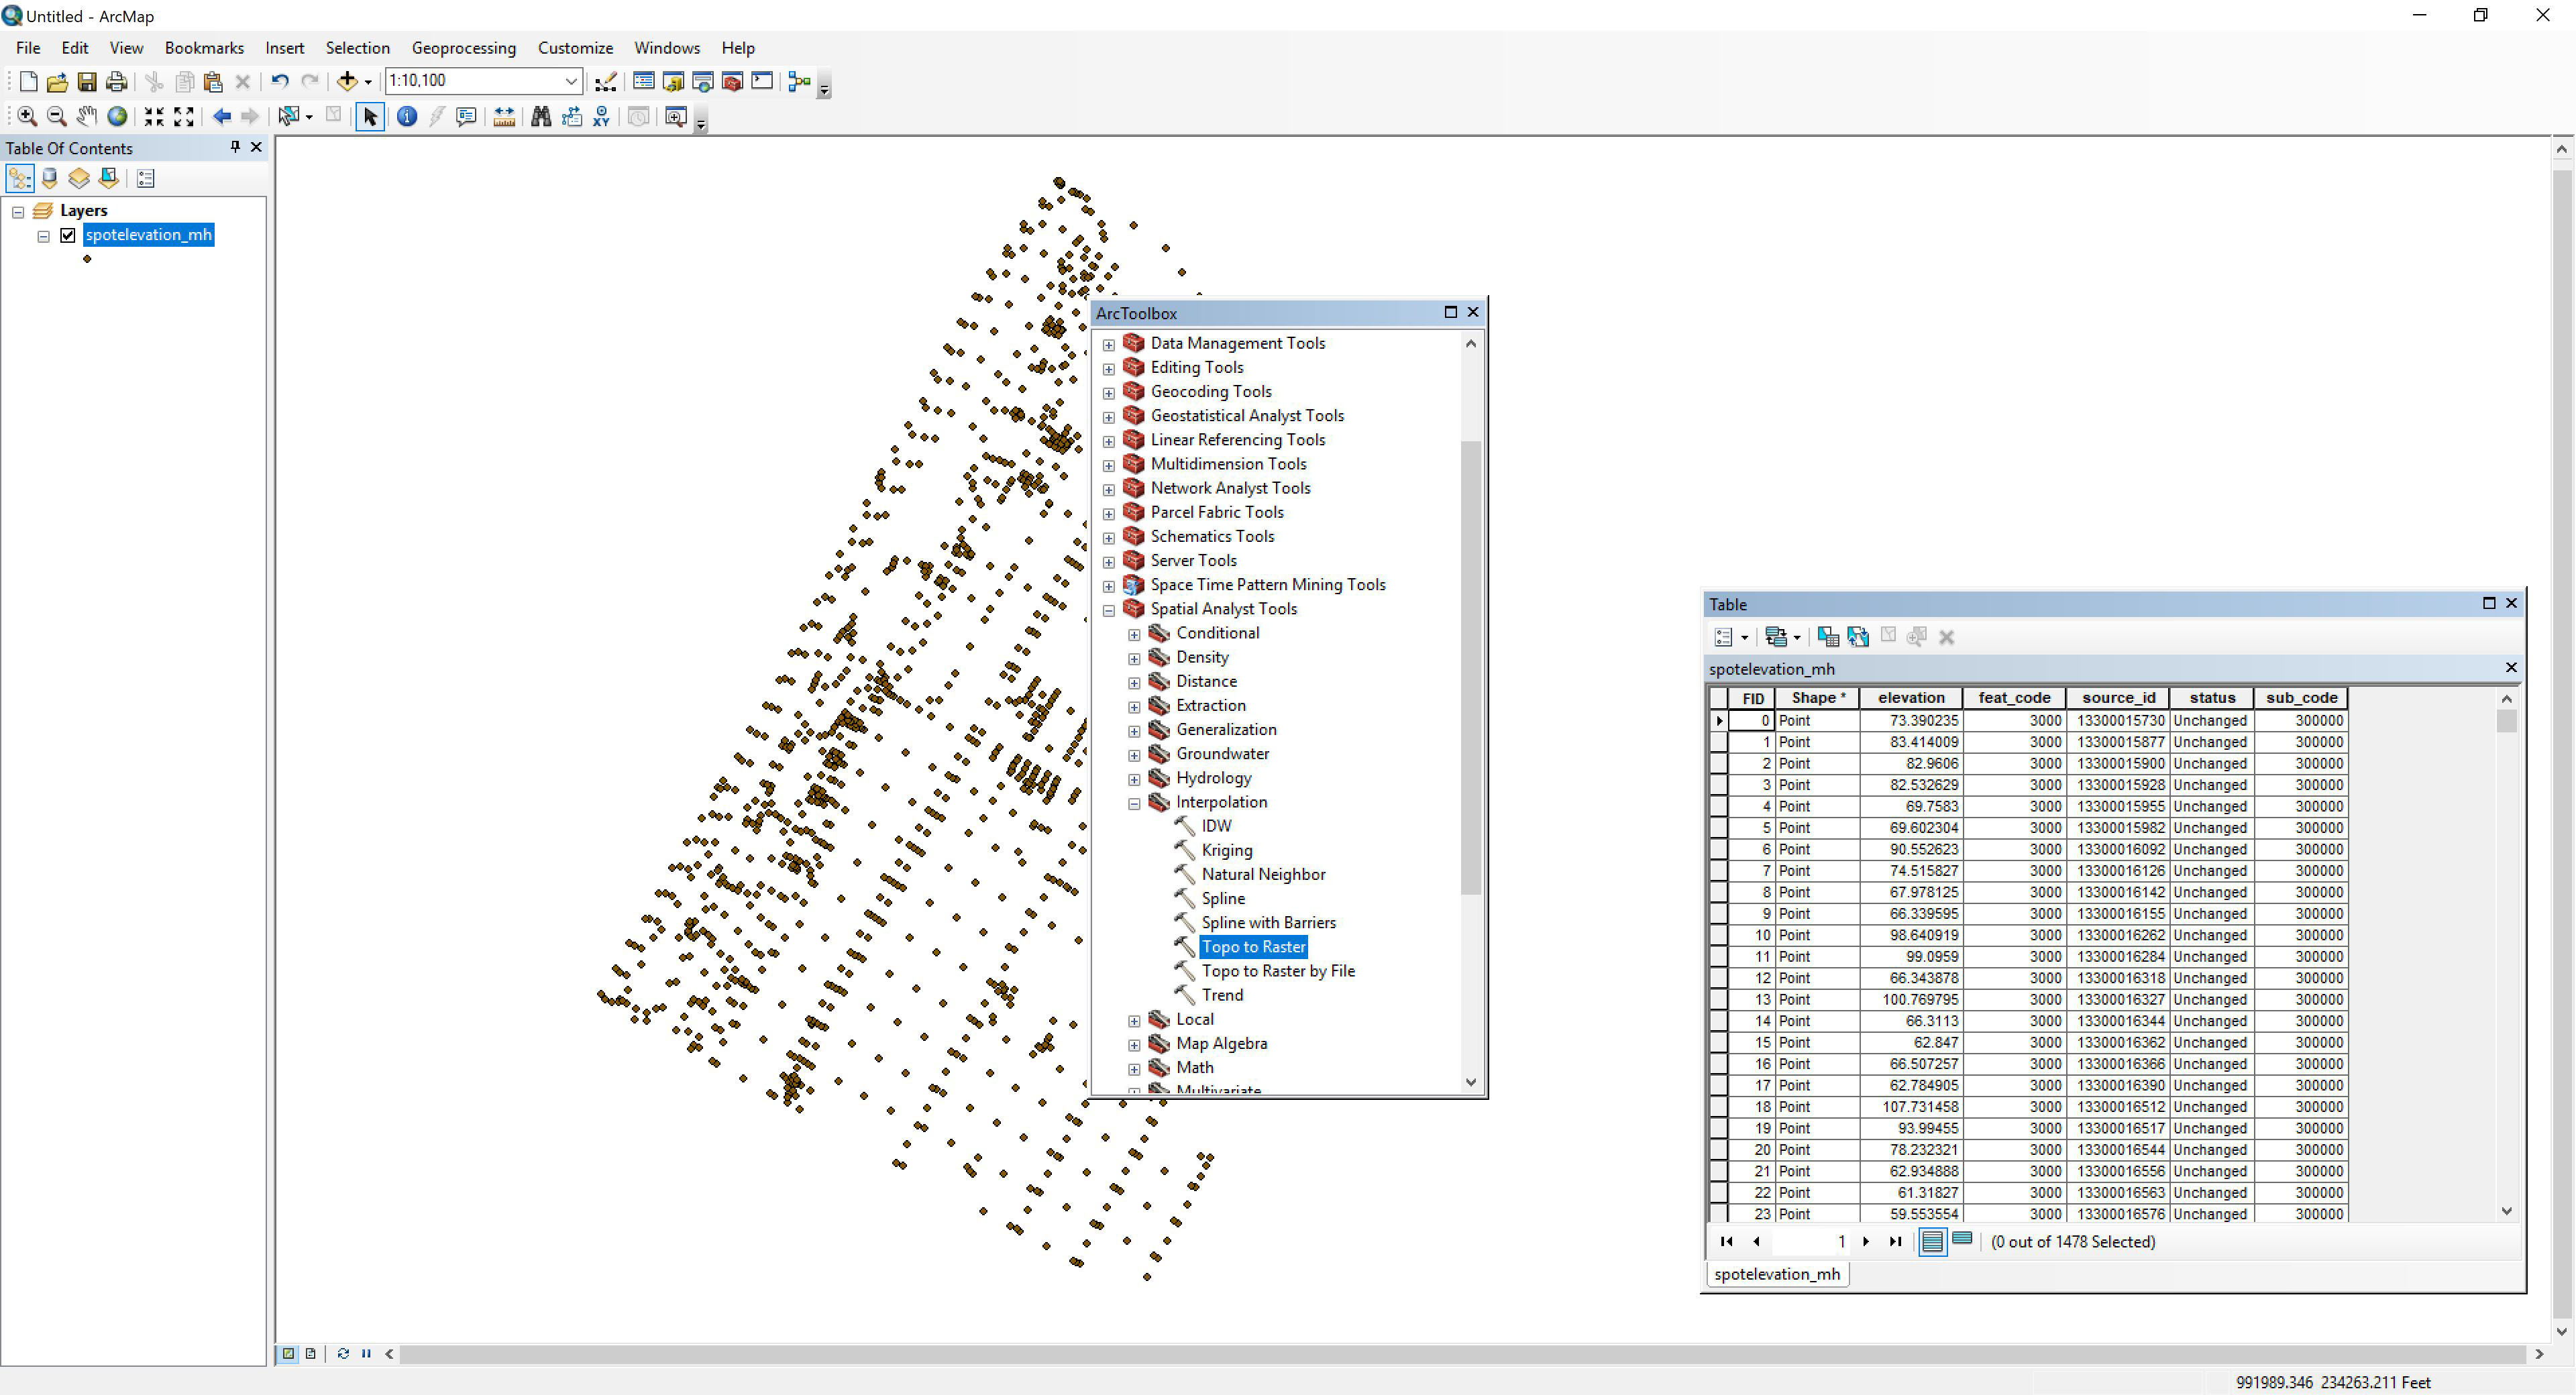 Untitled - ArcMap
File Edit View Bookmarks Insert Selection Geoprocessing Customize Windows Help
1:10,100
Table Of Contents
Layers
spotelevation_mh
ArcToolbox
Data Management Tools
Editing Tools
Geocoding Tools
Geostatistical Analyst Tools
Linear Referencing Tools
Multidimension Tools
Network Analyst Tools
Parcel Fabric Tools
Schematics Tools
Server Tools
Space Time Pattern Mining Tools
Spatial Analyst Tools
Conditional
Density
Distance
Extraction
Generalization
Groundwater
Hydrology
Interpolation
IDW
Kriging
Natural Neighbor
Spline
Spline with Barriers
Topo to Raster
Topo to Raster by File
Trend
Local
Map Algebra
Math
Multivariate
Table
spotelevation_mh
FID Shape * elevation feat_code source_id status sub_code
0 Point 73.390235 3000 13300015730 Unchanged 300000
1 Point 83.414009 3000 13300015877 Unchanged 300000
2 Point 82.9606 3000 13300015900 Unchanged 300000
3 Point 82.532629 3000 13300015928 Unchanged 300000
4 Point 69.7583 3000 13300015955 Unchanged 300000
5 Point 69.602304 3000 13300015982 Unchanged 300000
6 Point 90.552623 3000 13300016092 Unchanged 300000
7 Point 74.515827 3000 13300016126 Unchanged 300000
8 Point 67.978125 3000 13300016142 Unchanged 300000
9 Point 66.339595 3000 13300016155 Unchanged 300000
10 Point 98.640919 3000 13300016262 Unchanged 300000
11 Point 99.0959 3000 13300016284 Unchanged 300000
12 Point 66.343878 3000 13300016318 Unchanged 300000
13 Point 100.769795 3000 13300016327 Unchanged 300000
14 Point 66.3113 3000 13300016344 Unchanged 300000
15 Point 62.847 3000 13300016362 Unchanged 300000
16 Point 66.507257 3000 13300016366 Unchanged 300000
17 Point 62.784905 3000 13300016390 Unchanged 300000
18 Point 107.731458 3000 13300016512 Unchanged 300000
19 Point 93.99455 3000 13300016517 Unchanged 300000
20 Point 78.232321 3000 13300016544 Unchanged 300000
21 Point 62.934888 3000 13300016556 Unchanged 300000
22 Point 61.31827 3000 13300016563 Unchanged 300000
23 Point 59.553554 3000 13300016576 Unchanged 300000
1 (0 out of 1478 Selected)
spotelevation_mh
991989.346 234263.211 Feet